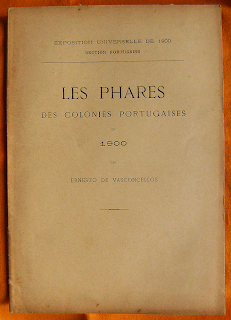 EXPOSITION UNIVERSELLE DE 1900
SECTION PORTUGAISE
LES PHARES
DES COLONIES PORTUGAISES
1900
ERNESTO DE VASCONCELLOS